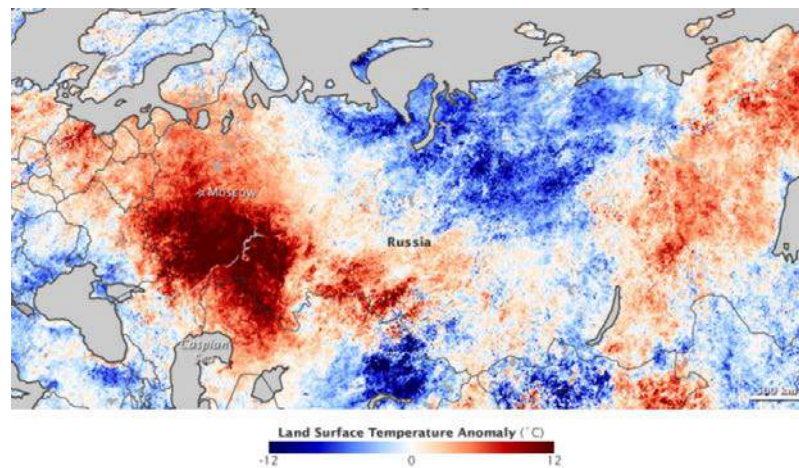 Moscow
Russia
Caspian
Sea
500 km
Land Surface Temperature Anomaly (˚C)
-12 0 12